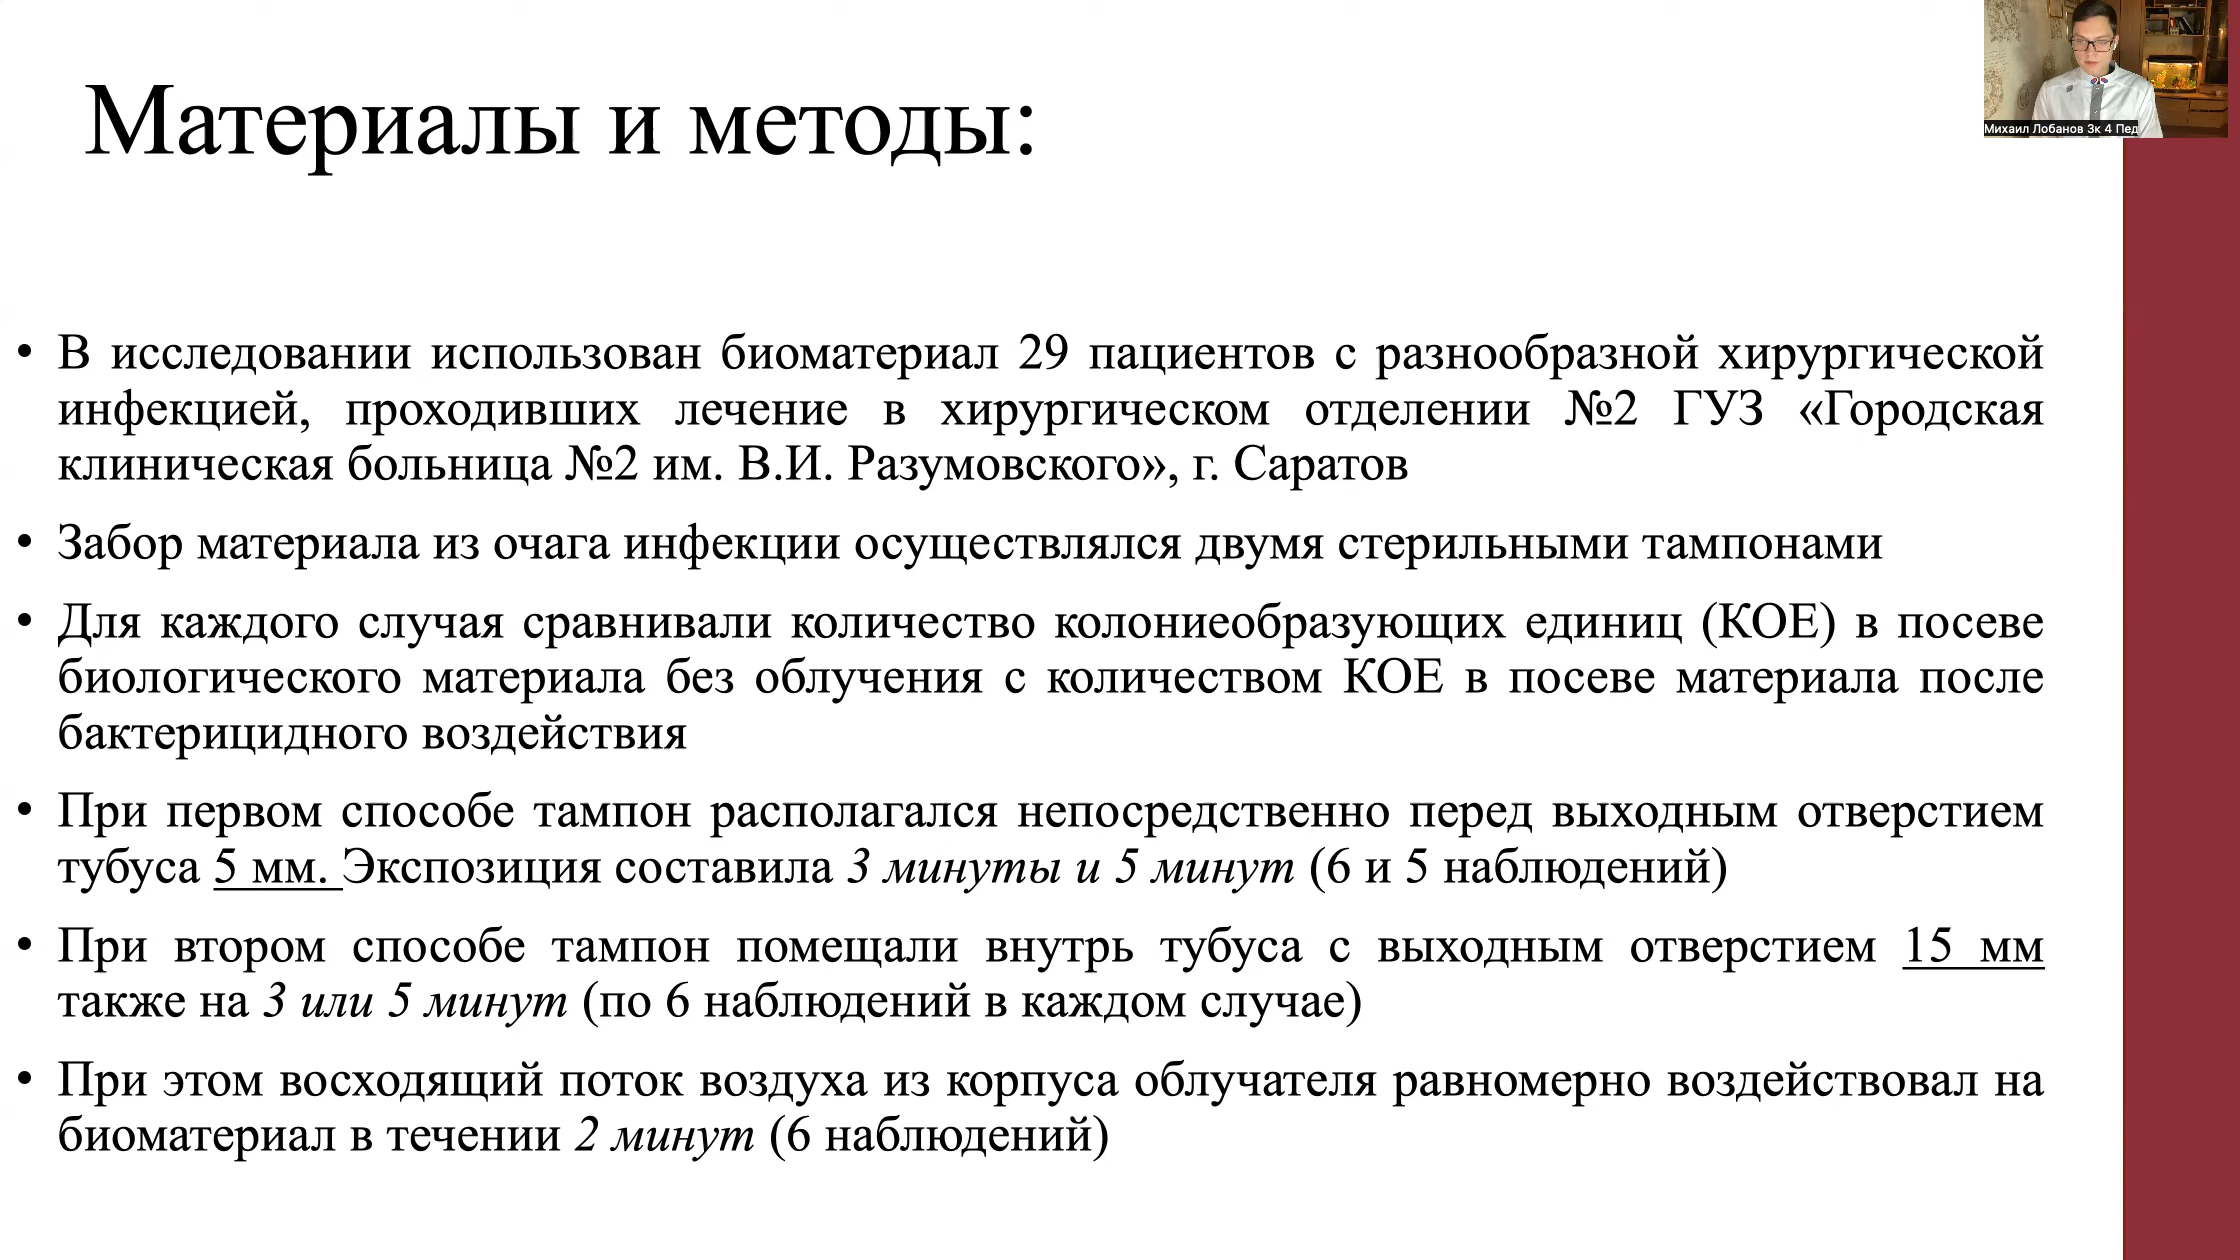 Материалы и методы:
Михаил Лобанов 3к 4 Пед
• В исследовании использован биоматериал 29 пациентов с разнообразной хирургической
инфекцией, проходивших лечение в хирургическом отделении №2 ГУЗ «Городская
клиническая больница №2 им. В.И. Разумовского», г. Саратов
• Забор материала из очага инфекции осуществлялся двумя стерильными тампонами
• Для каждого случая сравнивали количество колониеобразующих единиц (КОЕ) в посеве
биологического материала без облучения с количеством КОЕ в посеве материала после
бактерицидного воздействия
• При первом способе тампон располагался непосредственно перед выходным отверстием
тубуса 5 мм. Экспозиция составила 3 минуты и 5 минут (6 и 5 наблюдений)
• При втором способе тампон помещали внутрь тубуса с выходным отверстием 15 мм
также на 3 или 5 минут (по 6 наблюдений в каждом случае)
• При этом восходящий поток воздуха из корпуса облучателя равномерно воздействовал на
биоматериал в течении 2 минут (6 наблюдений)